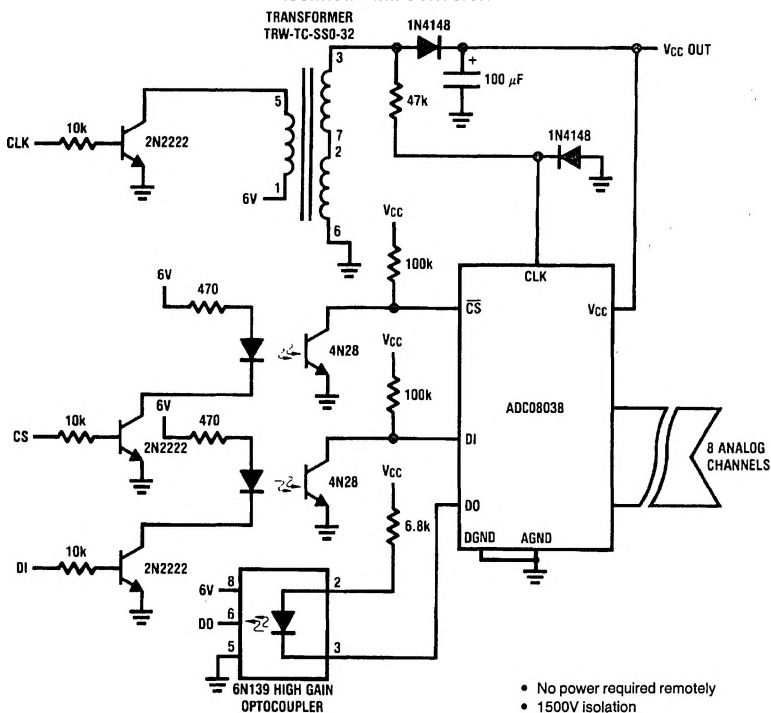 TRANSFORMER
TRW-TC-SSO-32
1N4148
VCC OUT
3
+
100 µF
5
47k
10k
2N2222
CLK
7
2
1N4148
1
6V
6
VCC
100k
CLK
6V
470
CS
VCC
4N28
VCC
100k
ADC08038
10k
CS
2N2222
6V
470
DI
8 ANALOG
CHANNELS
4N28
VCC
DO
6.8k
DGND
AGND
10k
DI
2N2222
6V
8
2
DO
6
5
3
6N139 HIGH GAIN
OPTOCOUPLER
• No power required remotely
• 1500V isolation